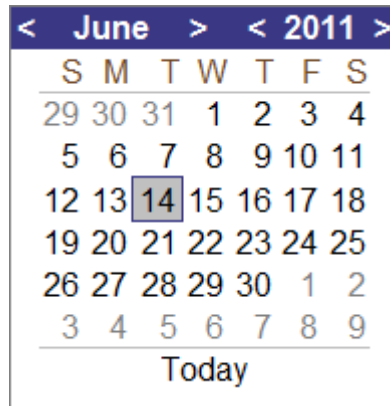 < June > < 2011 >
S M T W T F S
29 30 31 1 2 3 4
5 6 7 8 9 10 11
12 13 14 15 16 17 18
19 20 21 22 23 24 25
26 27 28 29 30 1 2
3 4 5 6 7 8 9
Today